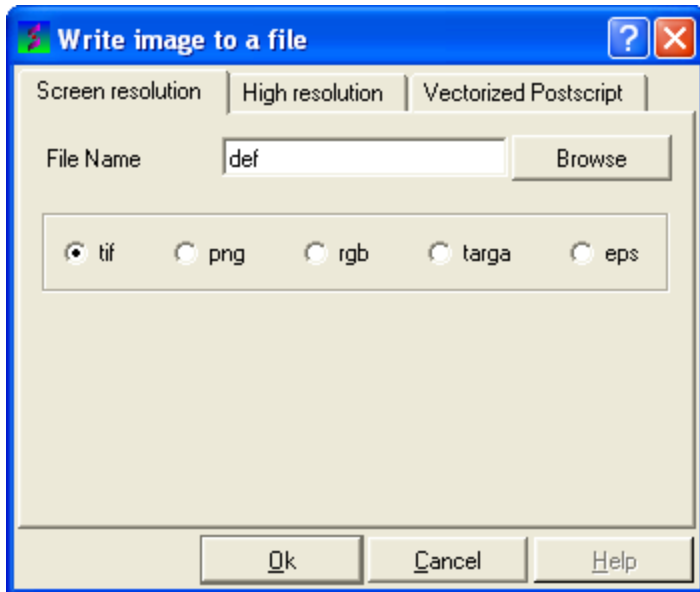 Write image to a file
Screen resolution High resolution Vectorized Postscript
File Name def Browse
tif png rgb targa eps
Ok Cancel Help